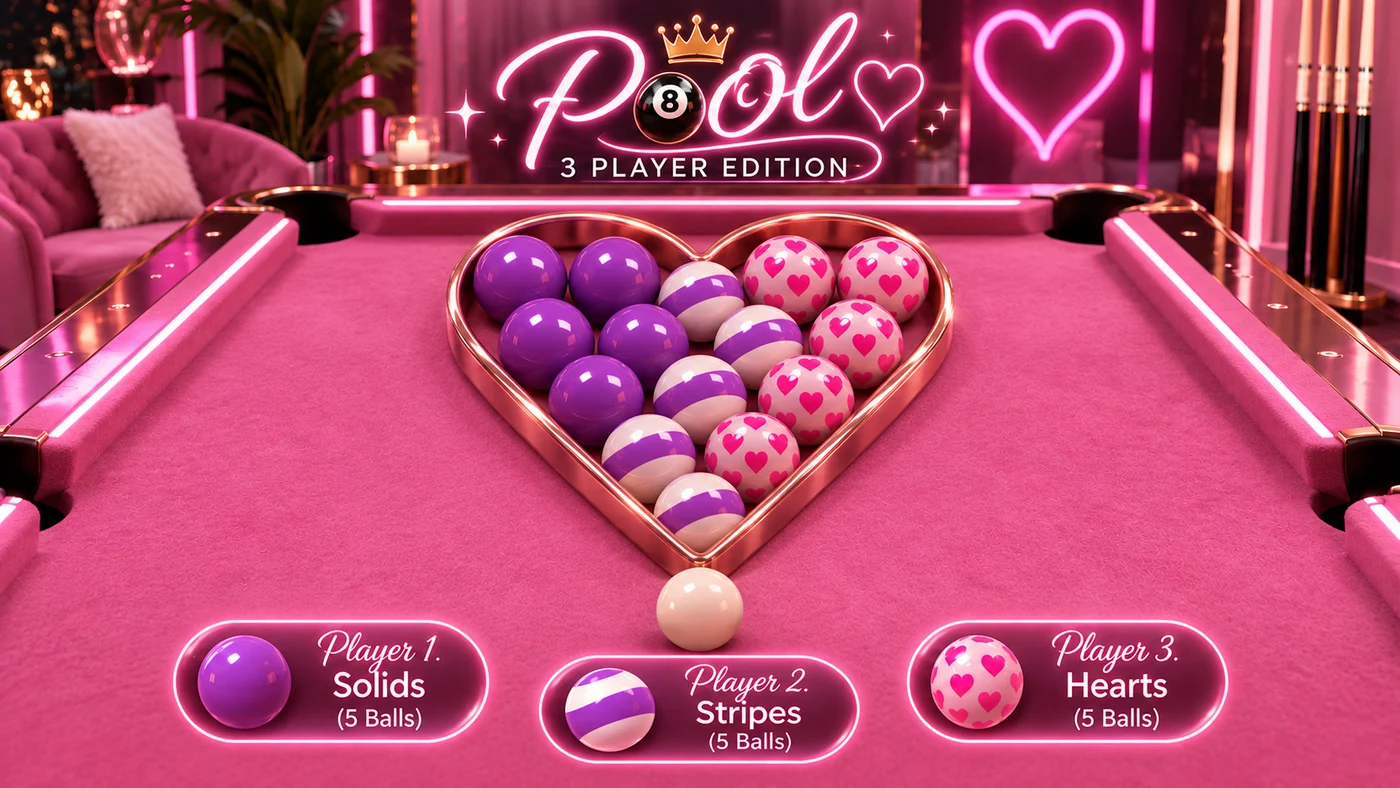 Pool
8
3 PLAYER EDITION
Player 1.
Solids
(5 Balls)
Player 2.
Stripes
(5 Balls)
Player 3.
Hearts
(5 Balls)